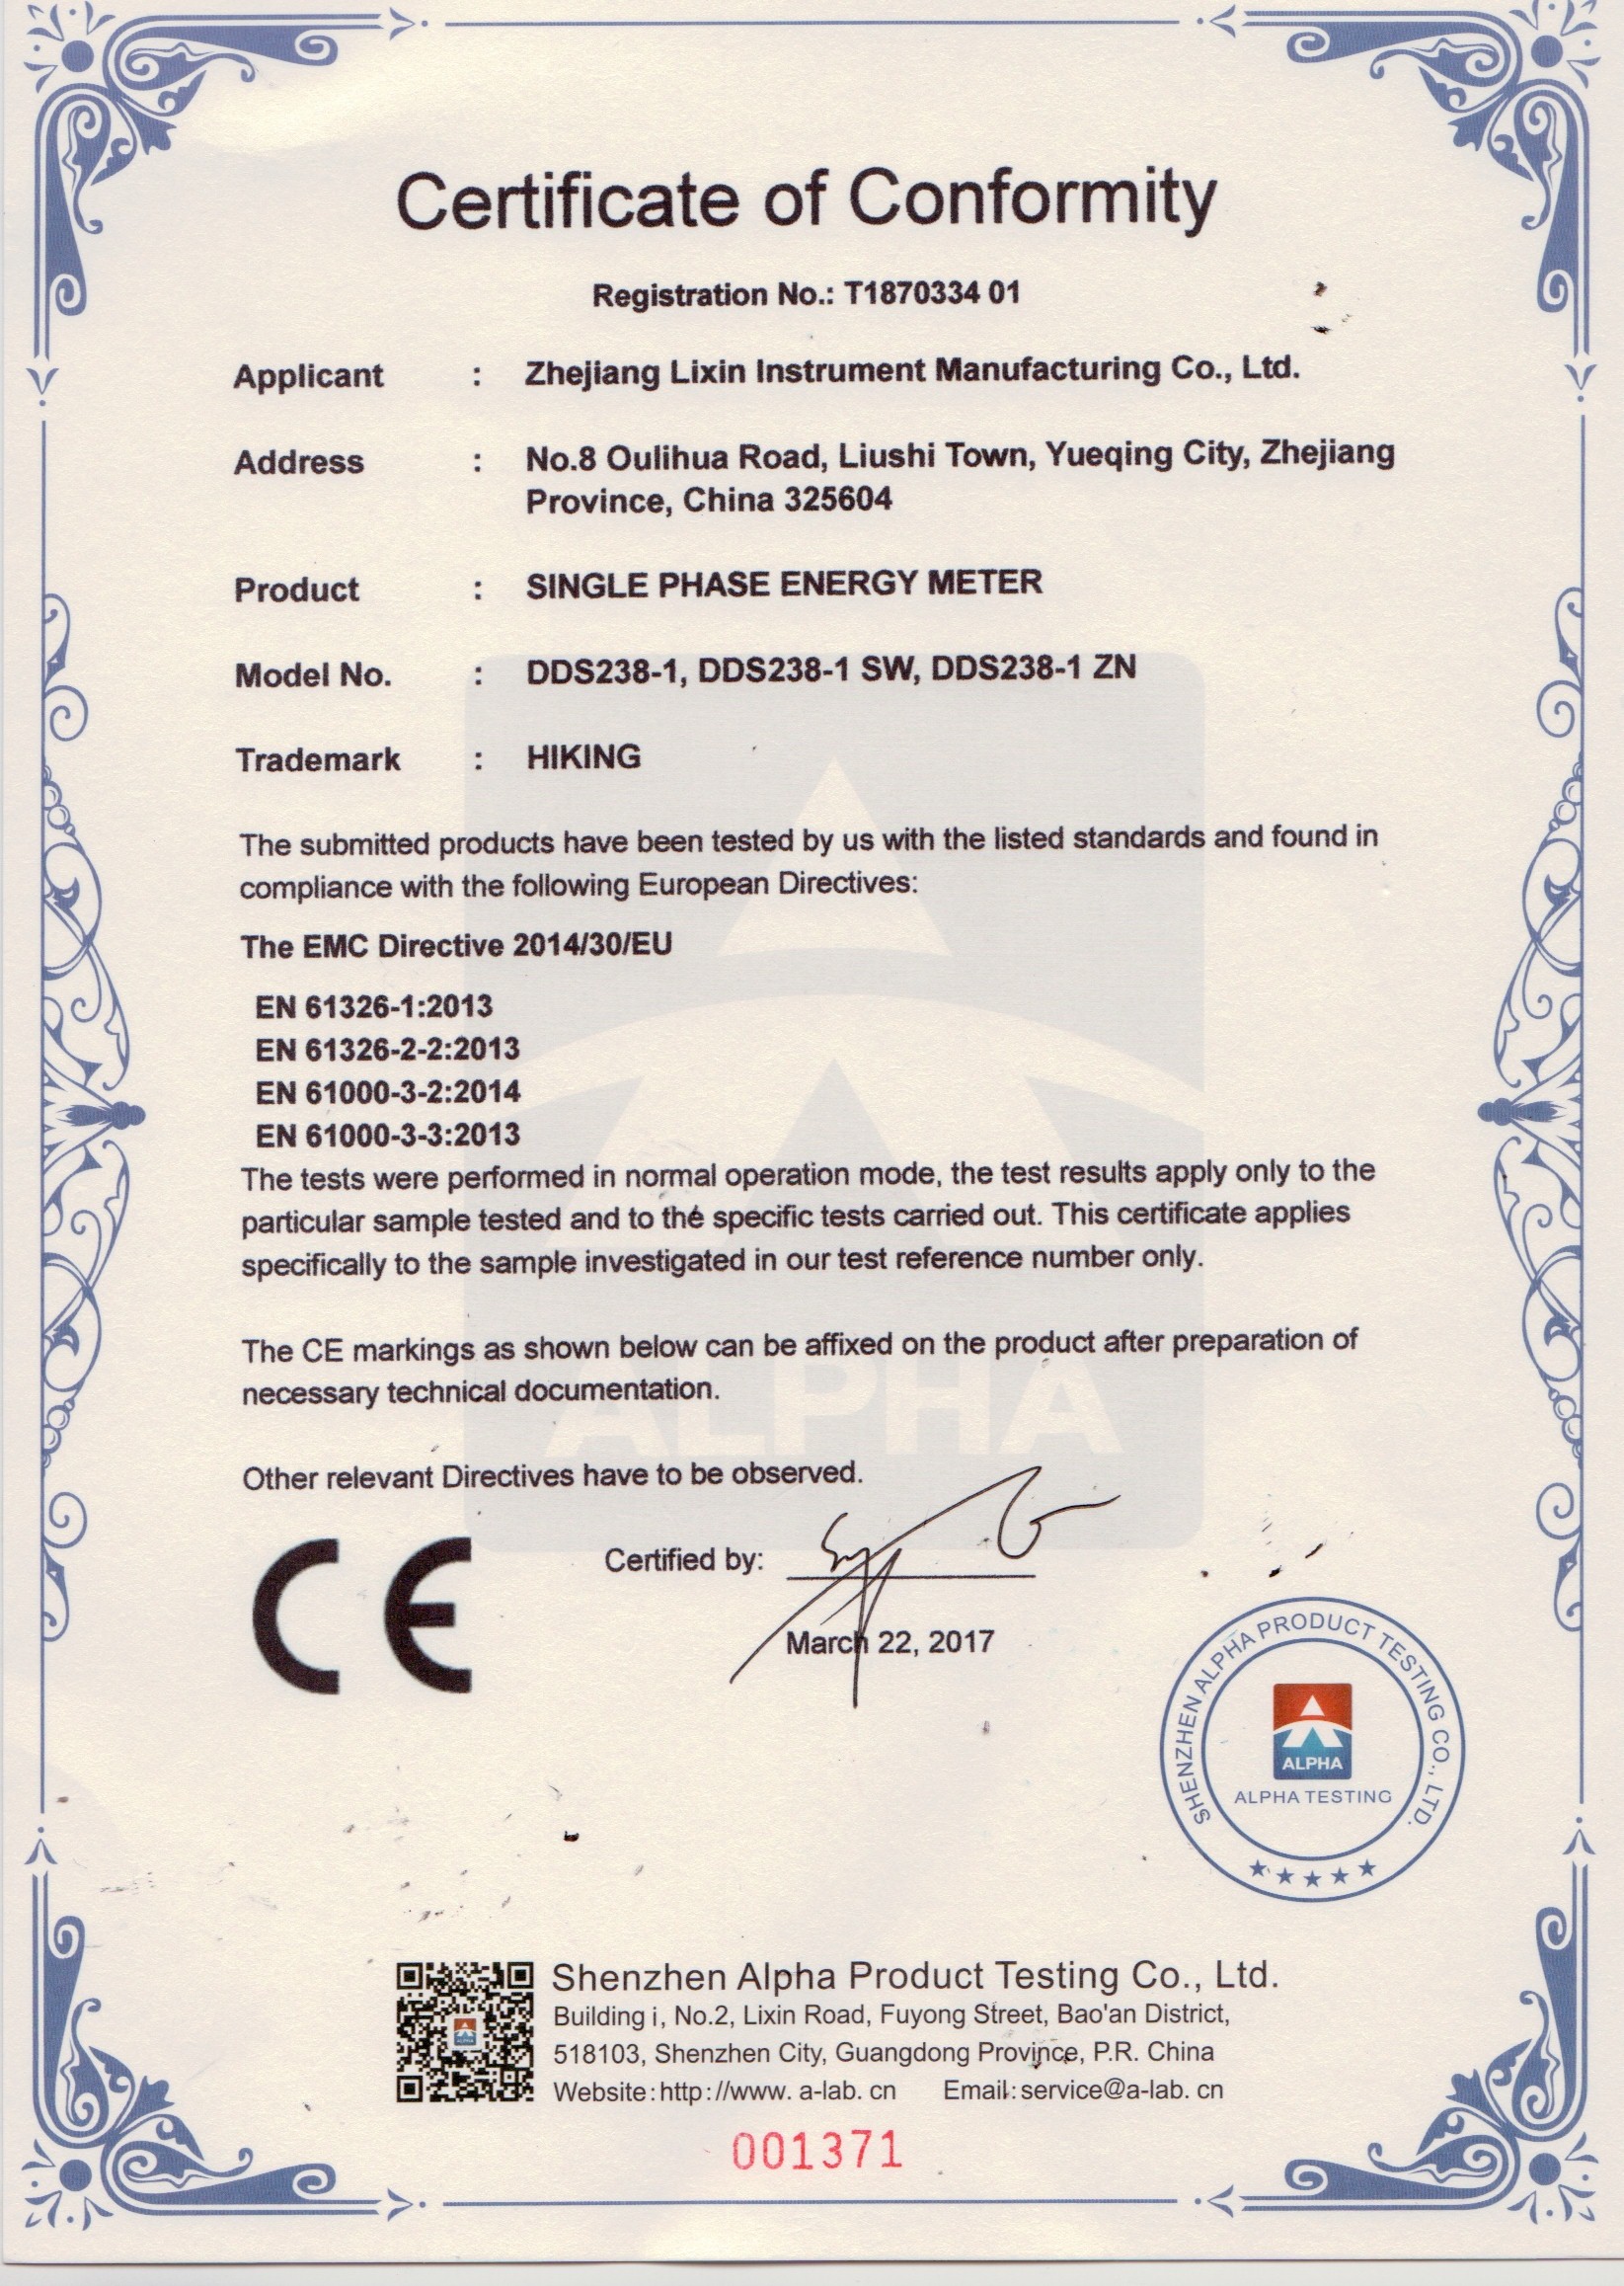 Certificate of Conformity
Registration No.: T1870334 01
Applicant : Zhejiang Lixin Instrument Manufacturing Co., Ltd.
Address : No.8 Oulihua Road, Liushi Town, Yueqing City, Zhejiang
Province, China 325604
Product : SINGLE PHASE ENERGY METER
Model No. : DDS238-1, DDS238-1 SW, DDS238-1 ZN
Trademark : HIKING
The submitted products have been tested by us with the listed standards and found in
compliance with the following European Directives:
The EMC Directive 2014/30/EU
EN 61326-1:2013
EN 61326-2-2:2013
EN 61000-3-2:2014
EN 61000-3-3:2013
The tests were performed in normal operation mode, the test results apply only to the
particular sample tested and to the specific tests carried out. This certificate applies
specifically to the sample investigated in our test reference number only.
The CE markings as shown below can be affixed on the product after preparation of
necessary technical documentation.
ALPHA
Other relevant Directives have to be observed.
CE
Certified by:
March 22, 2017
SHENZHEN ALPHA PRODUCT TESTING CO., LTD.
ALPHA
ALPHA TESTING
Shenzhen Alpha Product Testing Co., Ltd.
Building i, No.2, Lixin Road, Fuyong Street, Bao'an District,
518103, Shenzhen City, Guangdong Province, P.R. China
Website:http://www. a-lab. cn Email:service@a-lab. cn
ALPHA
001371